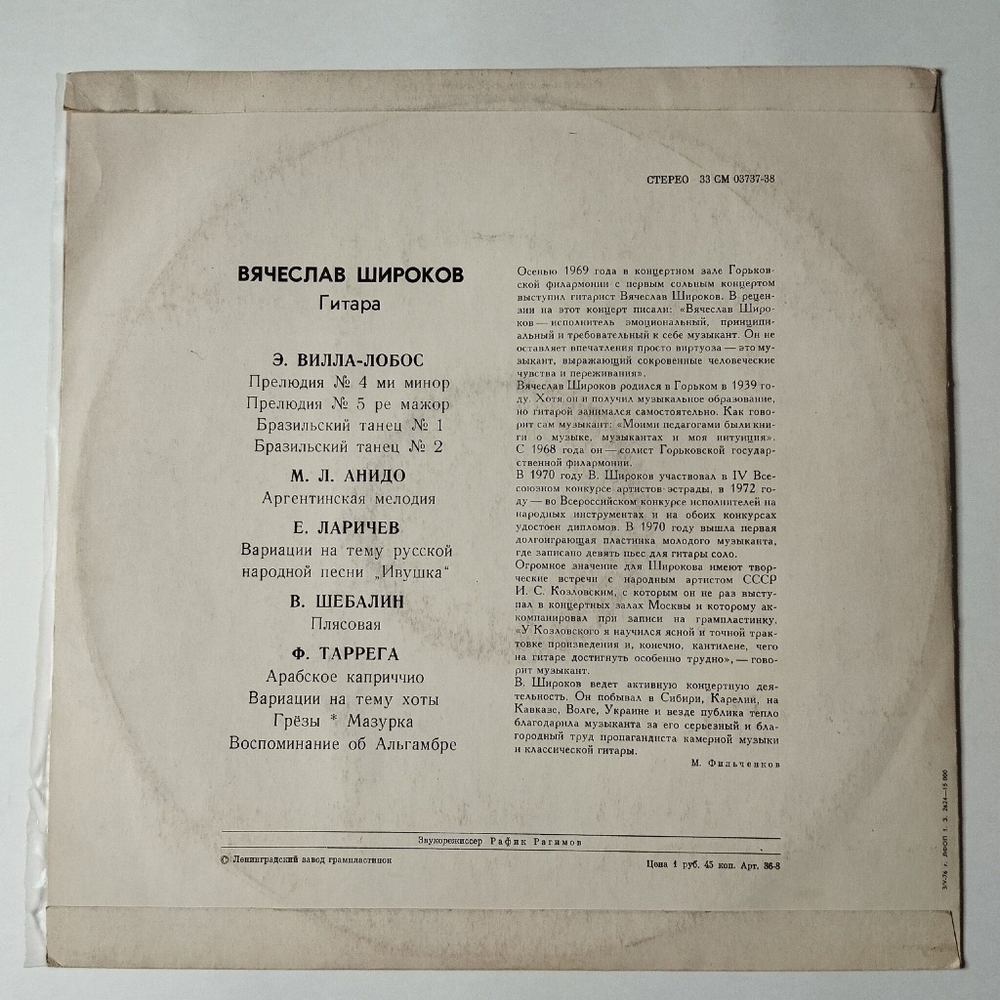 СТЕРЕО 33 СМ 03737-38
ВЯЧЕСЛАВ ШИРОКОВ
Гитара
Э. ВИЛЛА-ЛОБОС
Прелюдия № 4 ми минор
Прелюдия № 5 ре мажор
Бразильский танец № 1
Бразильский танец № 2
М. Л. АНИДО
Аргентинская мелодия
Е. ЛАРИЧЕВ
Вариации на тему русской
народной песни „Ивушка“
В. ШЕБАЛИН
Плясовая
Ф. ТАРРЕГА
Арабское каприччио
Вариации на тему хоты
Грёзы * Мазурка
Воспоминание об Альгамбре
Осенью 1969 года в концертном зале Горьков-
ской филармонии с первым сольным концертом
выступил гитарист Вячеслав Широков. В рецен-
зии на этот концерт писали: «Вячеслав Широ-
ков — исполнитель эмоциональный, принципи-
альный и требовательный к себе музыкант. Он не
оставляет впечатления просто виртуоза — это му-
зыкант, выражающий сокровенные человеческие
чувства и переживания».
Вячеслав Широков родился в Горьком в 1939 го-
ду. Хотя он и получил музыкальное образование,
но гитарой занимался самостоятельно. Как гово-
рит сам музыкант: «Моими педагогами были кни-
ги о музыке, музыкантах и моя интуиция».
С 1968 года он — солист Горьковской государ-
ственной филармонии.
В 1970 году В. Широков участвовал в IV Все-
союзном конкурсе артистов эстрады, в 1972 го-
ду — во Всероссийском конкурсе исполнителей на
народных инструментах и на обоих конкурсах
удостоен дипломов. В 1970 году вышла первая
долгоиграющая пластинка молодого музыканта,
где записано девять пьес для гитары соло.
Огромное значение для Широкова имеют твор-
ческие встречи с народным артистом СССР
И. С. Козловским, с которым он не раз высту-
пал в концертных залах Москвы и которому ак-
компанировал при записи на грампластинку.
«У Козловского я научился ясной и точной трак-
товке произведения и, конечно, кантилене, чего
на гитаре достигнуть особенно трудно», — гово-
рит музыкант.
В. Широков ведет активную концертную дея-
тельность. Он побывал в Сибири, Карелии, на
Кавказе, Волге, Украине и везде публика тепло
благодарила музыканта за его серьезный и бла-
городный труд пропагандиста камерной музыки
и классической гитары.
М. Фильченков
Звукорежиссер Рафик Рагимов
© Ленинградский завод грампластинок
Цена 1 руб. 45 коп. Арт. 36-8
3/V-76 г. ЛФОП 1. З. 2624—15 000